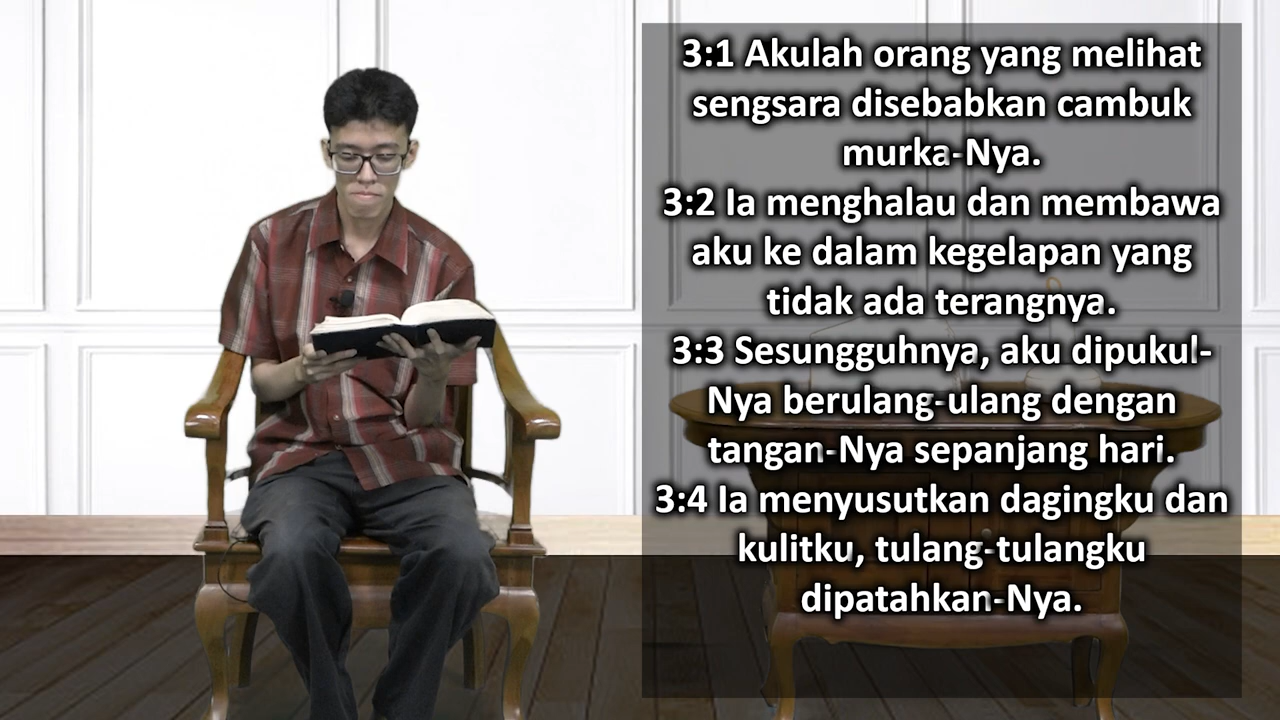 3:1 Akulah orang yang melihat
sengsara disebabkan cambuk
murka-Nya.
3:2 Ia menghalau dan membawa
aku ke dalam kegelapan yang
tidak ada terangnya.
3:3 Sesungguhnya, aku dipukul-
Nya berulang-ulang dengan
tangan-Nya sepanjang hari.
3:4 Ia menyusutkan dagingku dan
kulitku, tulang-tulangku
dipatahkan-Nya.